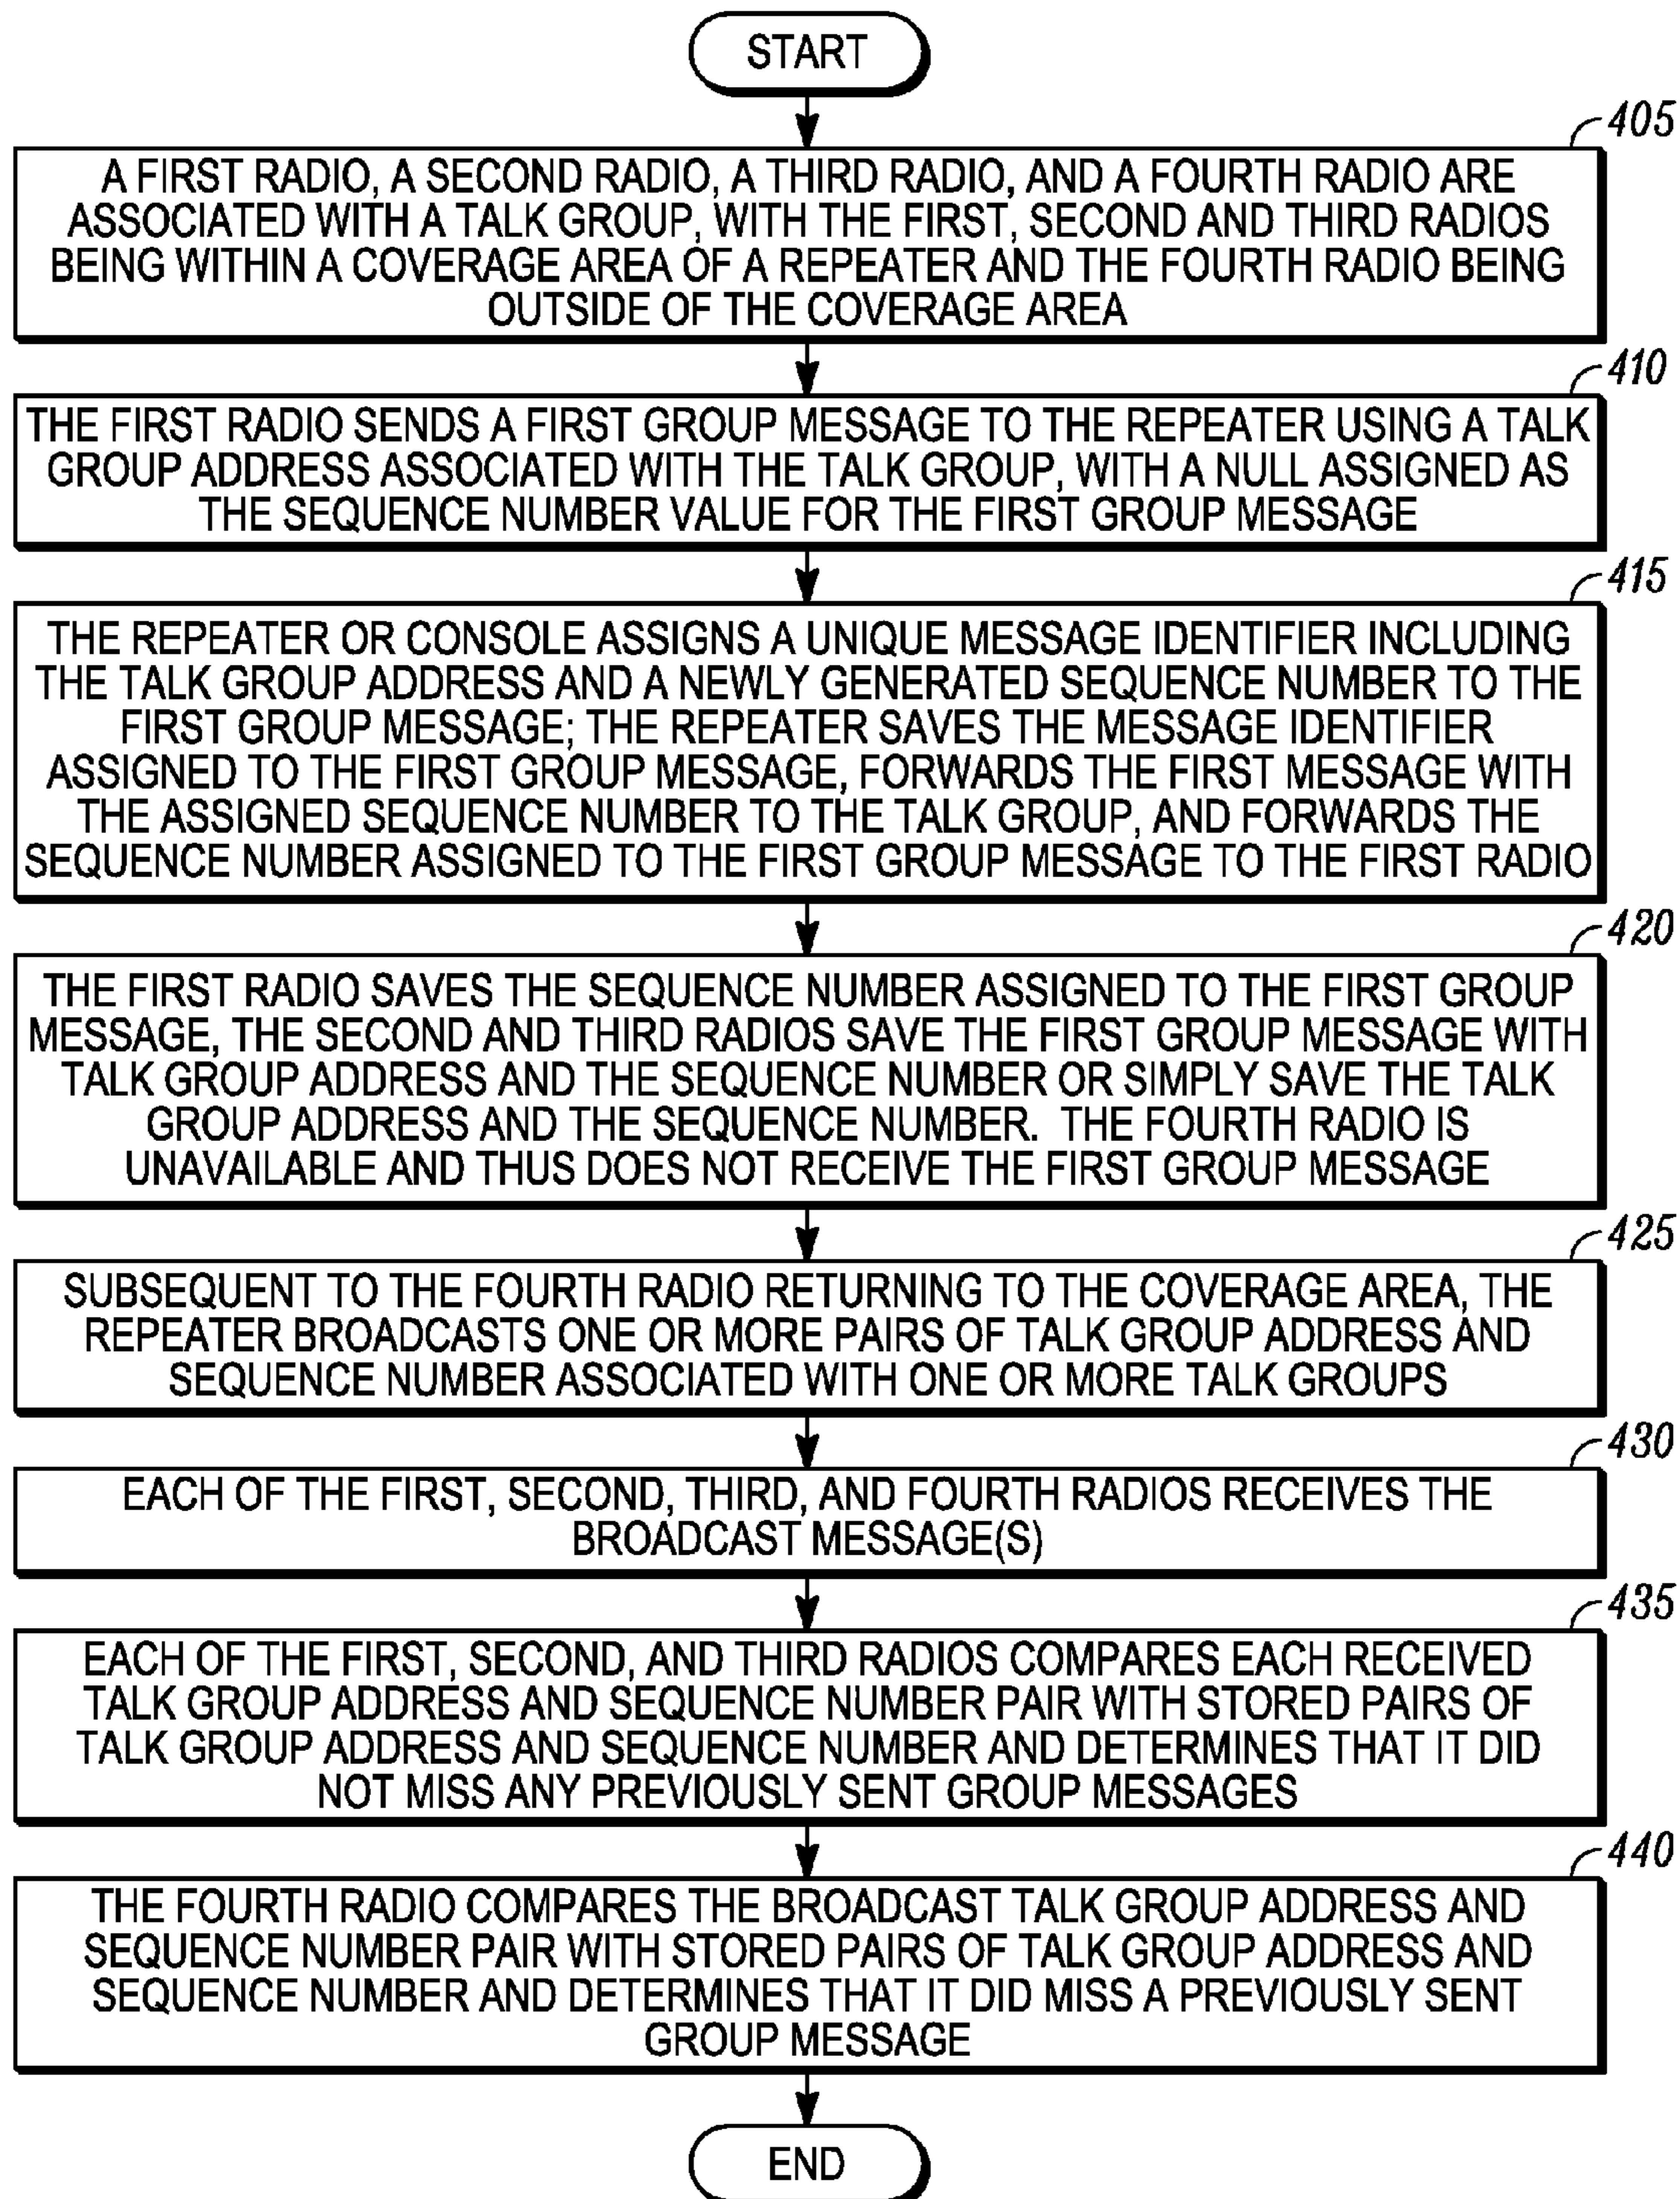 START
405
A FIRST RADIO, A SECOND RADIO, A THIRD RADIO, AND A FOURTH RADIO ARE
ASSOCIATED WITH A TALK GROUP, WITH THE FIRST, SECOND AND THIRD RADIOS
BEING WITHIN A COVERAGE AREA OF A REPEATER AND THE FOURTH RADIO BEING
OUTSIDE OF THE COVERAGE AREA
410
THE FIRST RADIO SENDS A FIRST GROUP MESSAGE TO THE REPEATER USING A TALK
GROUP ADDRESS ASSOCIATED WITH THE TALK GROUP, WITH A NULL ASSIGNED AS
THE SEQUENCE NUMBER VALUE FOR THE FIRST GROUP MESSAGE
415
THE REPEATER OR CONSOLE ASSIGNS A UNIQUE MESSAGE IDENTIFIER INCLUDING
THE TALK GROUP ADDRESS AND A NEWLY GENERATED SEQUENCE NUMBER TO THE
FIRST GROUP MESSAGE; THE REPEATER SAVES THE MESSAGE IDENTIFIER
ASSIGNED TO THE FIRST GROUP MESSAGE, FORWARDS THE FIRST MESSAGE WITH
THE ASSIGNED SEQUENCE NUMBER TO THE TALK GROUP, AND FORWARDS THE
SEQUENCE NUMBER ASSIGNED TO THE FIRST GROUP MESSAGE TO THE FIRST RADIO
420
THE FIRST RADIO SAVES THE SEQUENCE NUMBER ASSIGNED TO THE FIRST GROUP
MESSAGE, THE SECOND AND THIRD RADIOS SAVE THE FIRST GROUP MESSAGE WITH
TALK GROUP ADDRESS AND THE SEQUENCE NUMBER OR SIMPLY SAVE THE TALK
GROUP ADDRESS AND THE SEQUENCE NUMBER. THE FOURTH RADIO IS
UNAVAILABLE AND THUS DOES NOT RECEIVE THE FIRST GROUP MESSAGE
425
SUBSEQUENT TO THE FOURTH RADIO RETURNING TO THE COVERAGE AREA, THE
REPEATER BROADCASTS ONE OR MORE PAIRS OF TALK GROUP ADDRESS AND
SEQUENCE NUMBER ASSOCIATED WITH ONE OR MORE TALK GROUPS
430
EACH OF THE FIRST, SECOND, THIRD, AND FOURTH RADIOS RECEIVES THE
BROADCAST MESSAGE(S)
435
EACH OF THE FIRST, SECOND, AND THIRD RADIOS COMPARES EACH RECEIVED
TALK GROUP ADDRESS AND SEQUENCE NUMBER PAIR WITH STORED PAIRS OF
TALK GROUP ADDRESS AND SEQUENCE NUMBER AND DETERMINES THAT IT DID
NOT MISS ANY PREVIOUSLY SENT GROUP MESSAGES
440
THE FOURTH RADIO COMPARES THE BROADCAST TALK GROUP ADDRESS AND
SEQUENCE NUMBER PAIR WITH STORED PAIRS OF TALK GROUP ADDRESS AND
SEQUENCE NUMBER AND DETERMINES THAT IT DID MISS A PREVIOUSLY SENT
GROUP MESSAGE
END